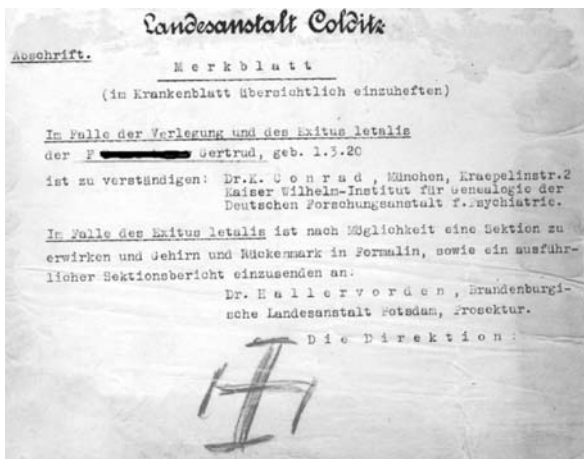 Landesanstalt Colditz
Abschrift.
Merkblatt
(im Krankenblatt übersichtlich einzuheften)
Im Falle der Verlegung und des Exitus letalis
der F Gertrud, geb. 1.3.20
ist zu verständigen: Dr.K. Conrad, München, Kraepelinstr.2
Kaiser Wilhelm-Institut für Genealogie der
Deutschen Forschungsanstalt f.Psychiatrie.
Im Falle des Exitus letalis ist nach Möglichkeit eine Sektion zu
erwirken und Gehirn und Rückenmark in Formalin, sowie ein ausführ-
licher Sektionsbericht einzusenden an:
Dr. Hallervorden, Brandenburgi-
sche Landesanstalt Potsdam, Prosektur.
Die Direktion: